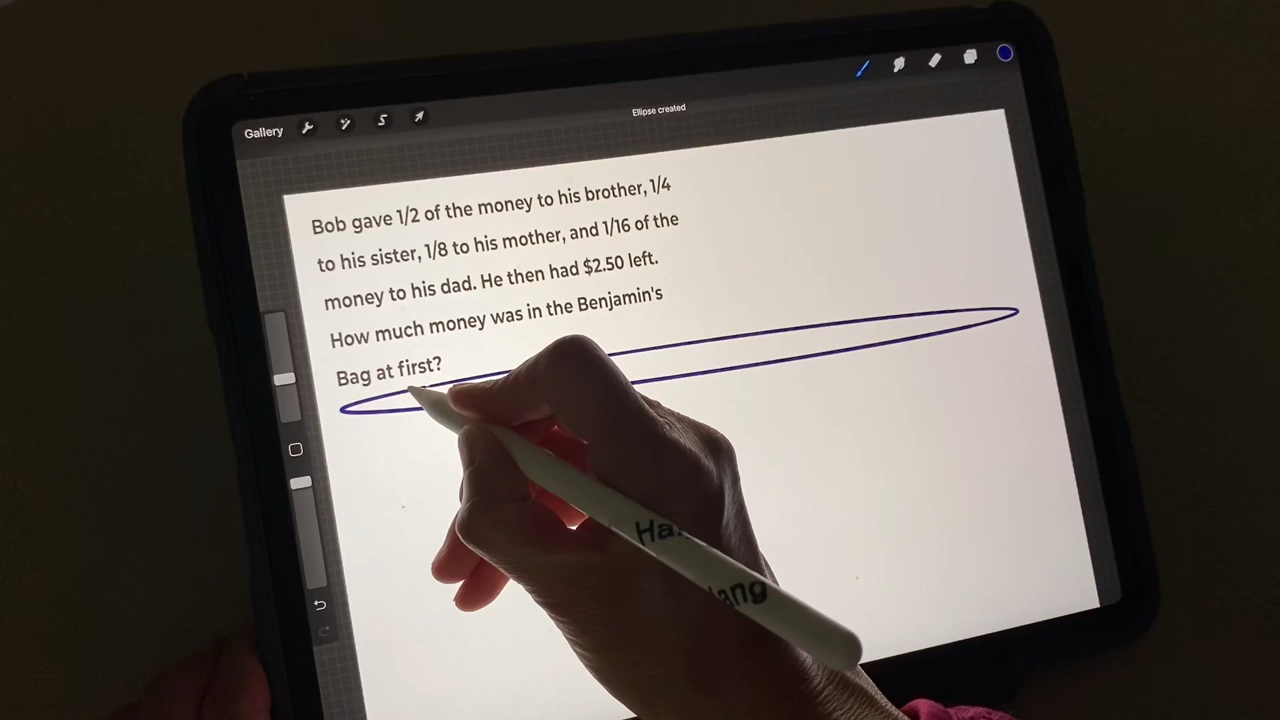 Gallery
Ellipse created
Bob gave 1/2 of the money to his brother, 1/4
to his sister, 1/8 to his mother, and 1/16 of the
money to his dad. He then had $2.50 left.
How much money was in the Benjamin's
Bag at first?